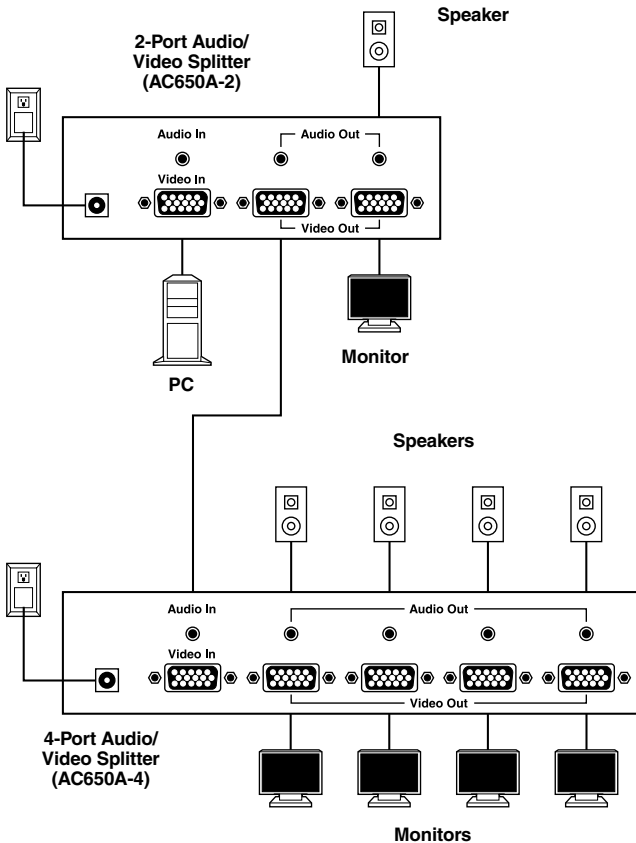 Speaker
2-Port Audio/
Video Splitter
(AC650A-2)
Audio In
Audio Out
Video In
Video Out
PC
Monitor
Speakers
Audio In
Audio Out
Video In
Video Out
4-Port Audio/
Video Splitter
(AC650A-4)
Monitors